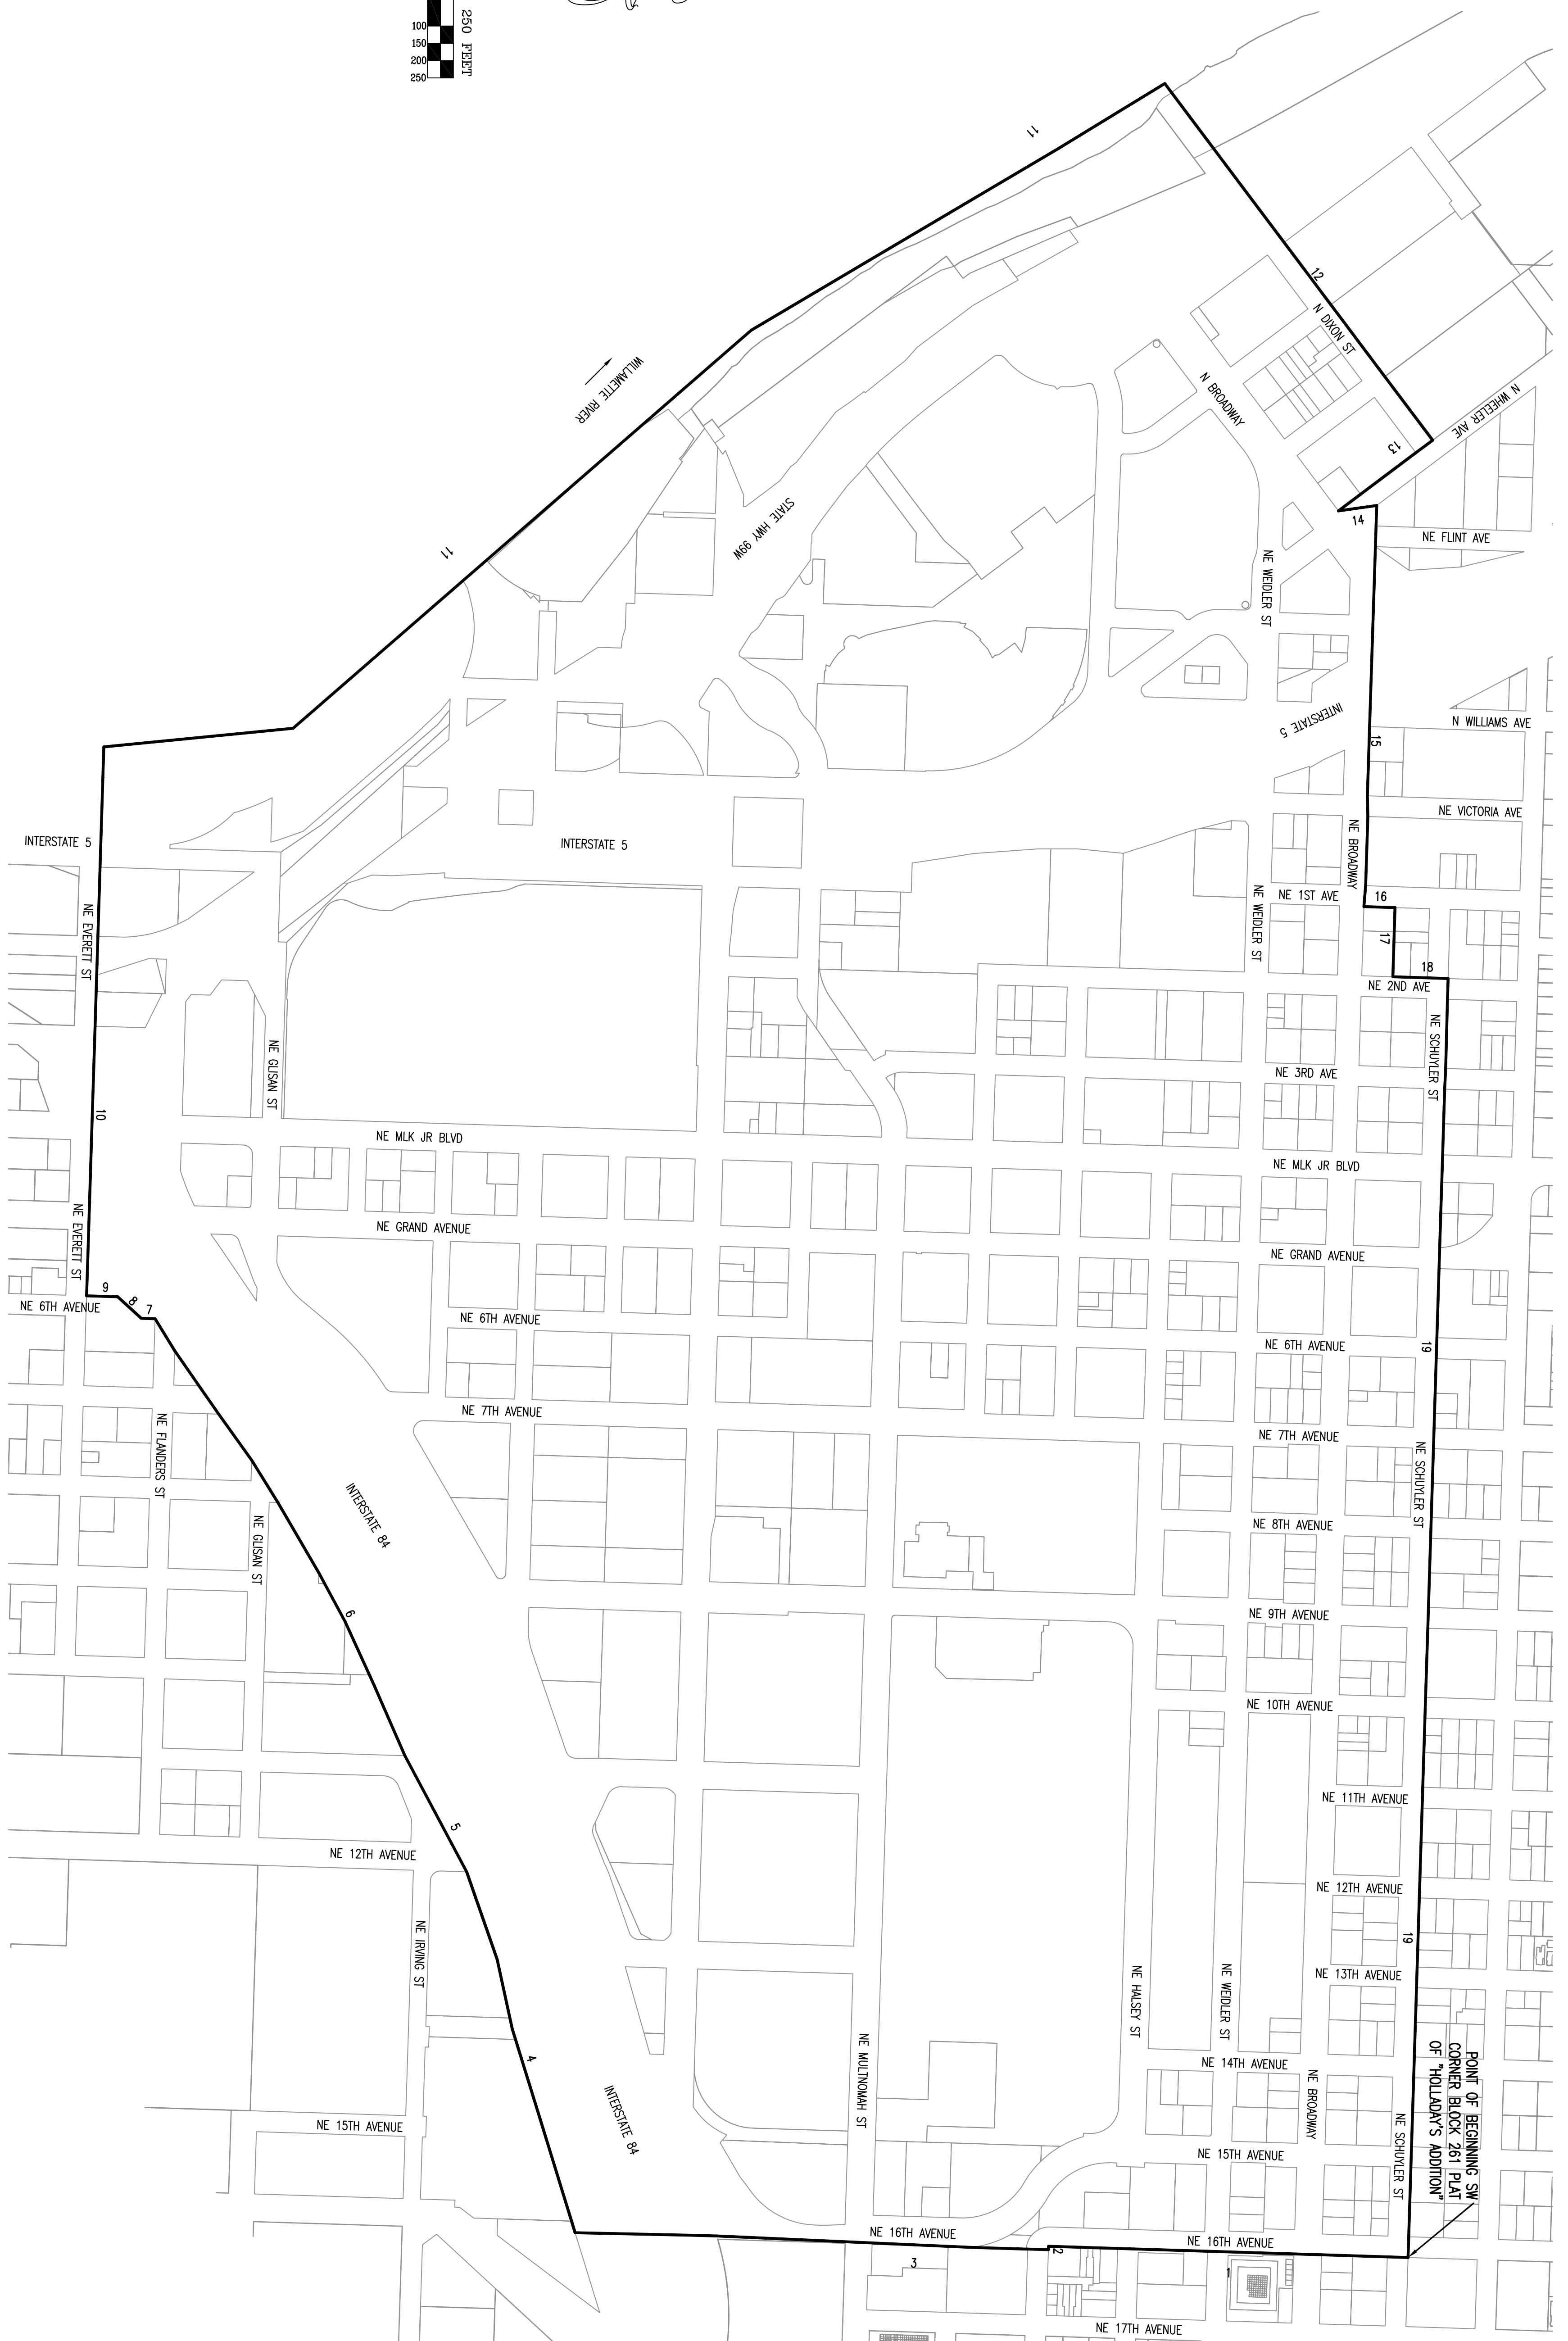 250 FEET
100
150
200
250
11
12
N DIXON ST
WILLAMETTE RIVER
N BROADWAY
N WHEELER AVE
13
14
STATE HWY 99W
NE FLINT AVE
11
NE WEIDLER ST
INTERSTATE 5
N WILLIAMS AVE
15
NE VICTORIA AVE
INTERSTATE 5
INTERSTATE 5
NE BROADWAY
NE EVERETT ST
NE WEIDLER ST
NE 1ST AVE
16
17
18
NE 2ND AVE
NE GLISAN ST
NE SCHUYLER ST
NE 3RD AVE
10
NE MLK JR BLVD
NE MLK JR BLVD
NE EVERETT ST
NE GRAND AVENUE
NE GRAND AVENUE
9
8
7
NE 6TH AVENUE
NE 6TH AVENUE
NE 6TH AVENUE
19
NE 7TH AVENUE
NE 7TH AVENUE
NE FLANDERS ST
NE SCHUYLER ST
INTERSTATE 84
NE GLISAN ST
NE 8TH AVENUE
6
NE 9TH AVENUE
NE 10TH AVENUE
5
NE 11TH AVENUE
NE 12TH AVENUE
NE 12TH AVENUE
NE IRVING ST
19
NE 13TH AVENUE
NE HALSEY ST
NE WEIDLER ST
4
NE MULTNOMAH ST
NE 14TH AVENUE
NE BROADWAY
POINT OF BEGINNING SW
CORNER BLOCK 261 PLAT
OF "HOLLADAY'S ADDITION"
INTERSTATE 84
NE 15TH AVENUE
NE 15TH AVENUE
NE SCHUYLER ST
NE 16TH AVENUE
NE 16TH AVENUE
3
2
1
NE 17TH AVENUE